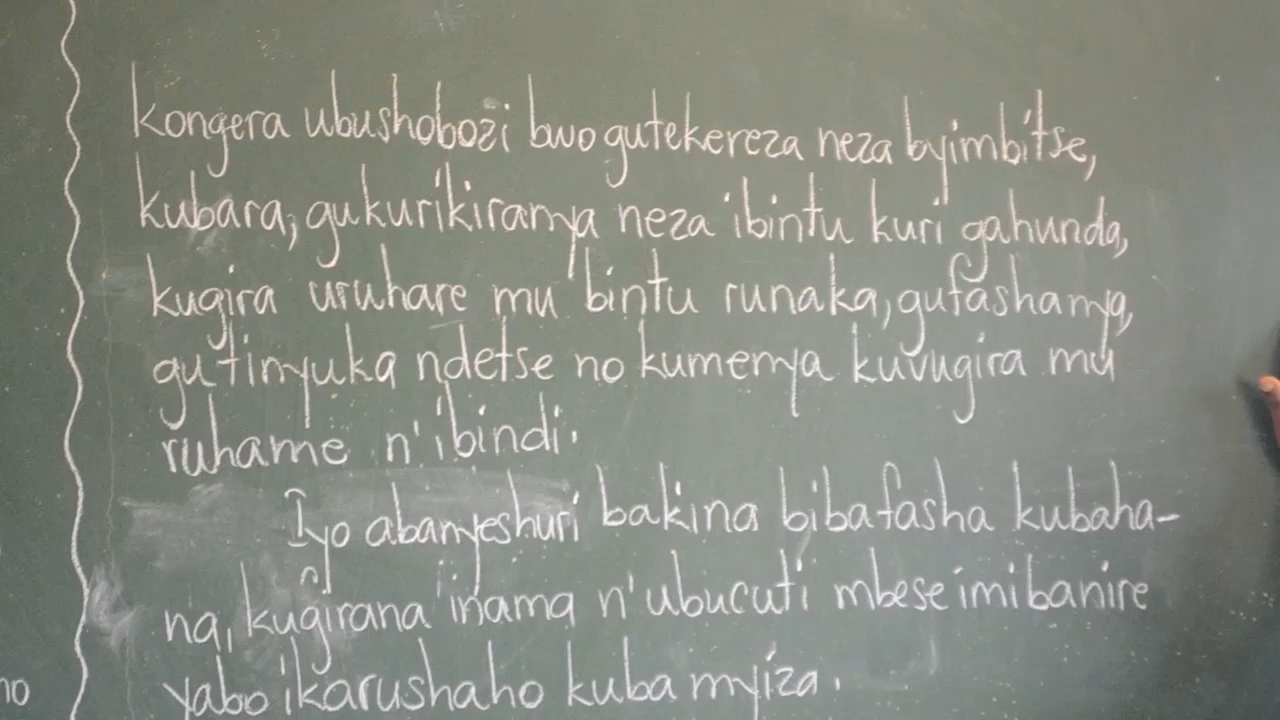 kongera ubushobozi bwo gutekereza neza byimbitse,
kubara, gukurikiranya neza ibintu kuri gahunda,
kugira uruhare mu bintu runaka, gufashanya,
gutinyuka ndetse no kumenya kuvugira mu
ruhame n'ibindi.
Iyo abanyeshuri bakina bibafasha kubaha-
na, kugirana inama n'ubucuti mbese imibanire
yabo ikarushaho kuba myiza.
no